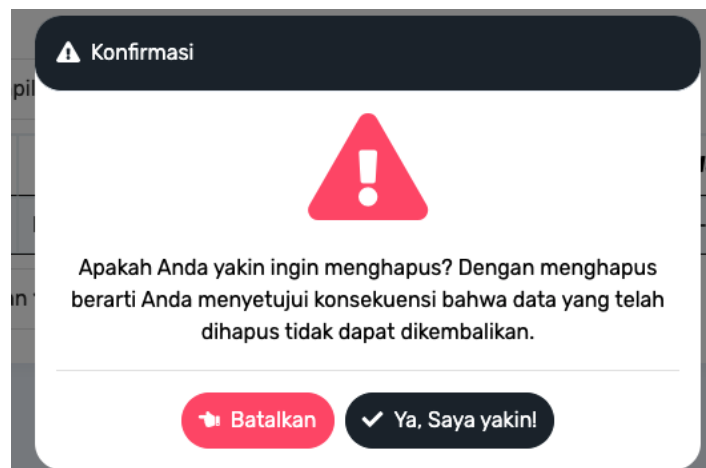 Konfirmasi
Apakah Anda yakin ingin menghapus? Dengan menghapus
berarti Anda menyetujui konsekuensi bahwa data yang telah
dihapus tidak dapat dikembalikan.
Batalkan
Ya, Saya yakin!